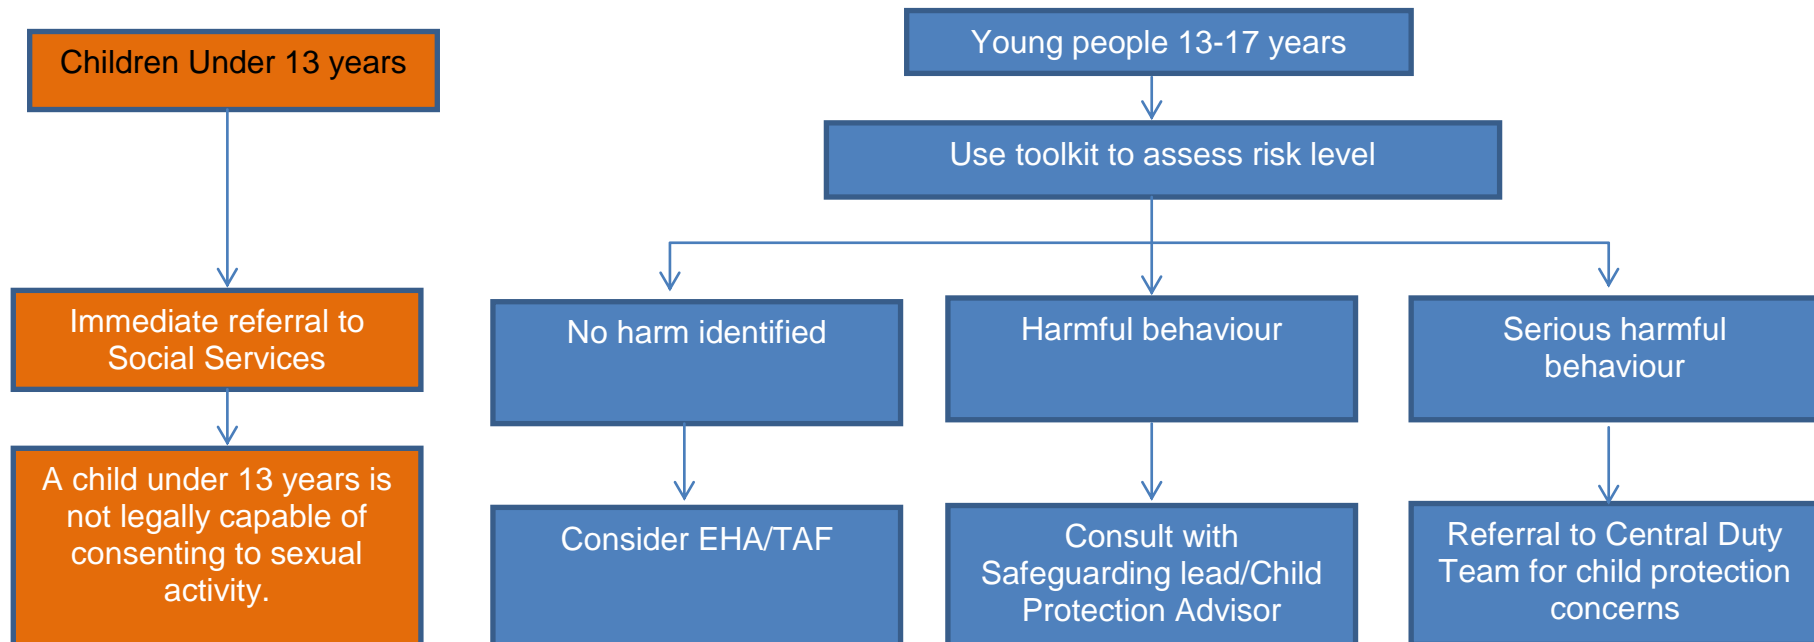 Children Under 13 years
Immediate referral to
Social Services
A child under 13 years is
not legally capable of
consenting to sexual
activity.
Young people 13-17 years
Use toolkit to assess risk level
No harm identified
Consider EHA/TAF
Harmful behaviour
Consult with
Safeguarding lead/Child
Protection Advisor
Serious harmful
behaviour
Referral to Central Duty
Team for child protection
concerns